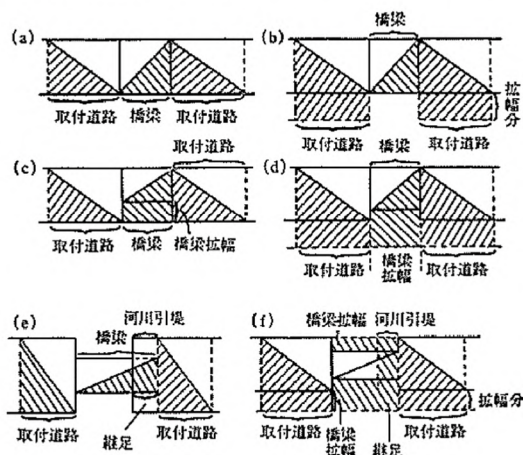 (a)
取付道路 橋梁 取付道路
(b)
橋梁
拡幅分
取付道路 取付道路
(c)
取付道路
取付道路 橋梁 橋梁拡幅
(d)
橋梁
取付道路 橋梁拡幅 取付道路
(e)
河川引堤
橋梁
取付道路 継足 取付道路
(f)
橋梁拡幅 河川引堤
拡幅分
取付道路 橋梁拡幅 継足 取付道路